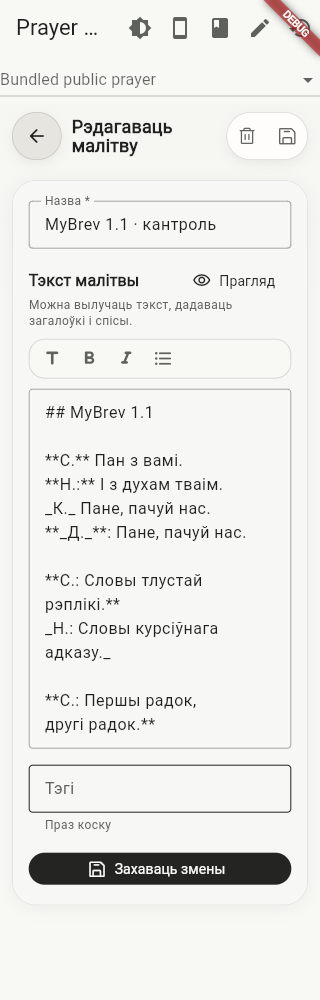 Prayer ...
DEBUG
Bundled public prayer
Рэдагаваць
малітву
Назва *
MyBrev 1.1 · кантроль
Тэкст малітвы
Прагляд
Можна вылучаць тэкст, дадаваць
загалоўкі і спісы.
T B I
## MyBrev 1.1
**С.** Пан з вамі.
**Н.:** І з духам тваім.
_К._ Пане, пачуй нас.
**_Д._**: Пане, пачуй нас.
**С.: Словы тлустай
рэплікі.**
_Н.: Словы курсіўнага
адказу._
**С.: Першы радок,
другі радок.**
Тэгі
Праз коску
Захаваць змены